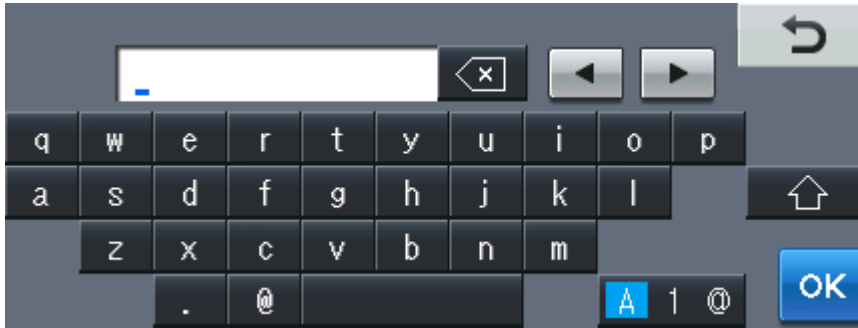 q w e r t y u i o p
a s d f g h j k l
z x c v b n m
. @ A 1 @
OK